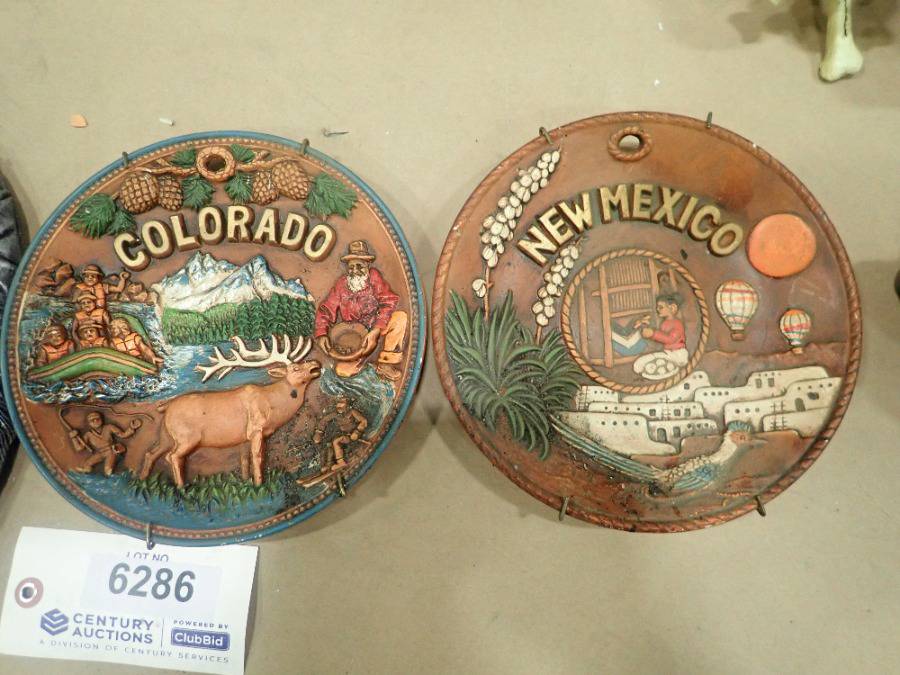 COLORADO
NEW MEXICO
LOT NO.
6286
CENTURY
AUCTIONS
A DIVISION OF CENTURY SERVICES
POWERED BY
ClubBid